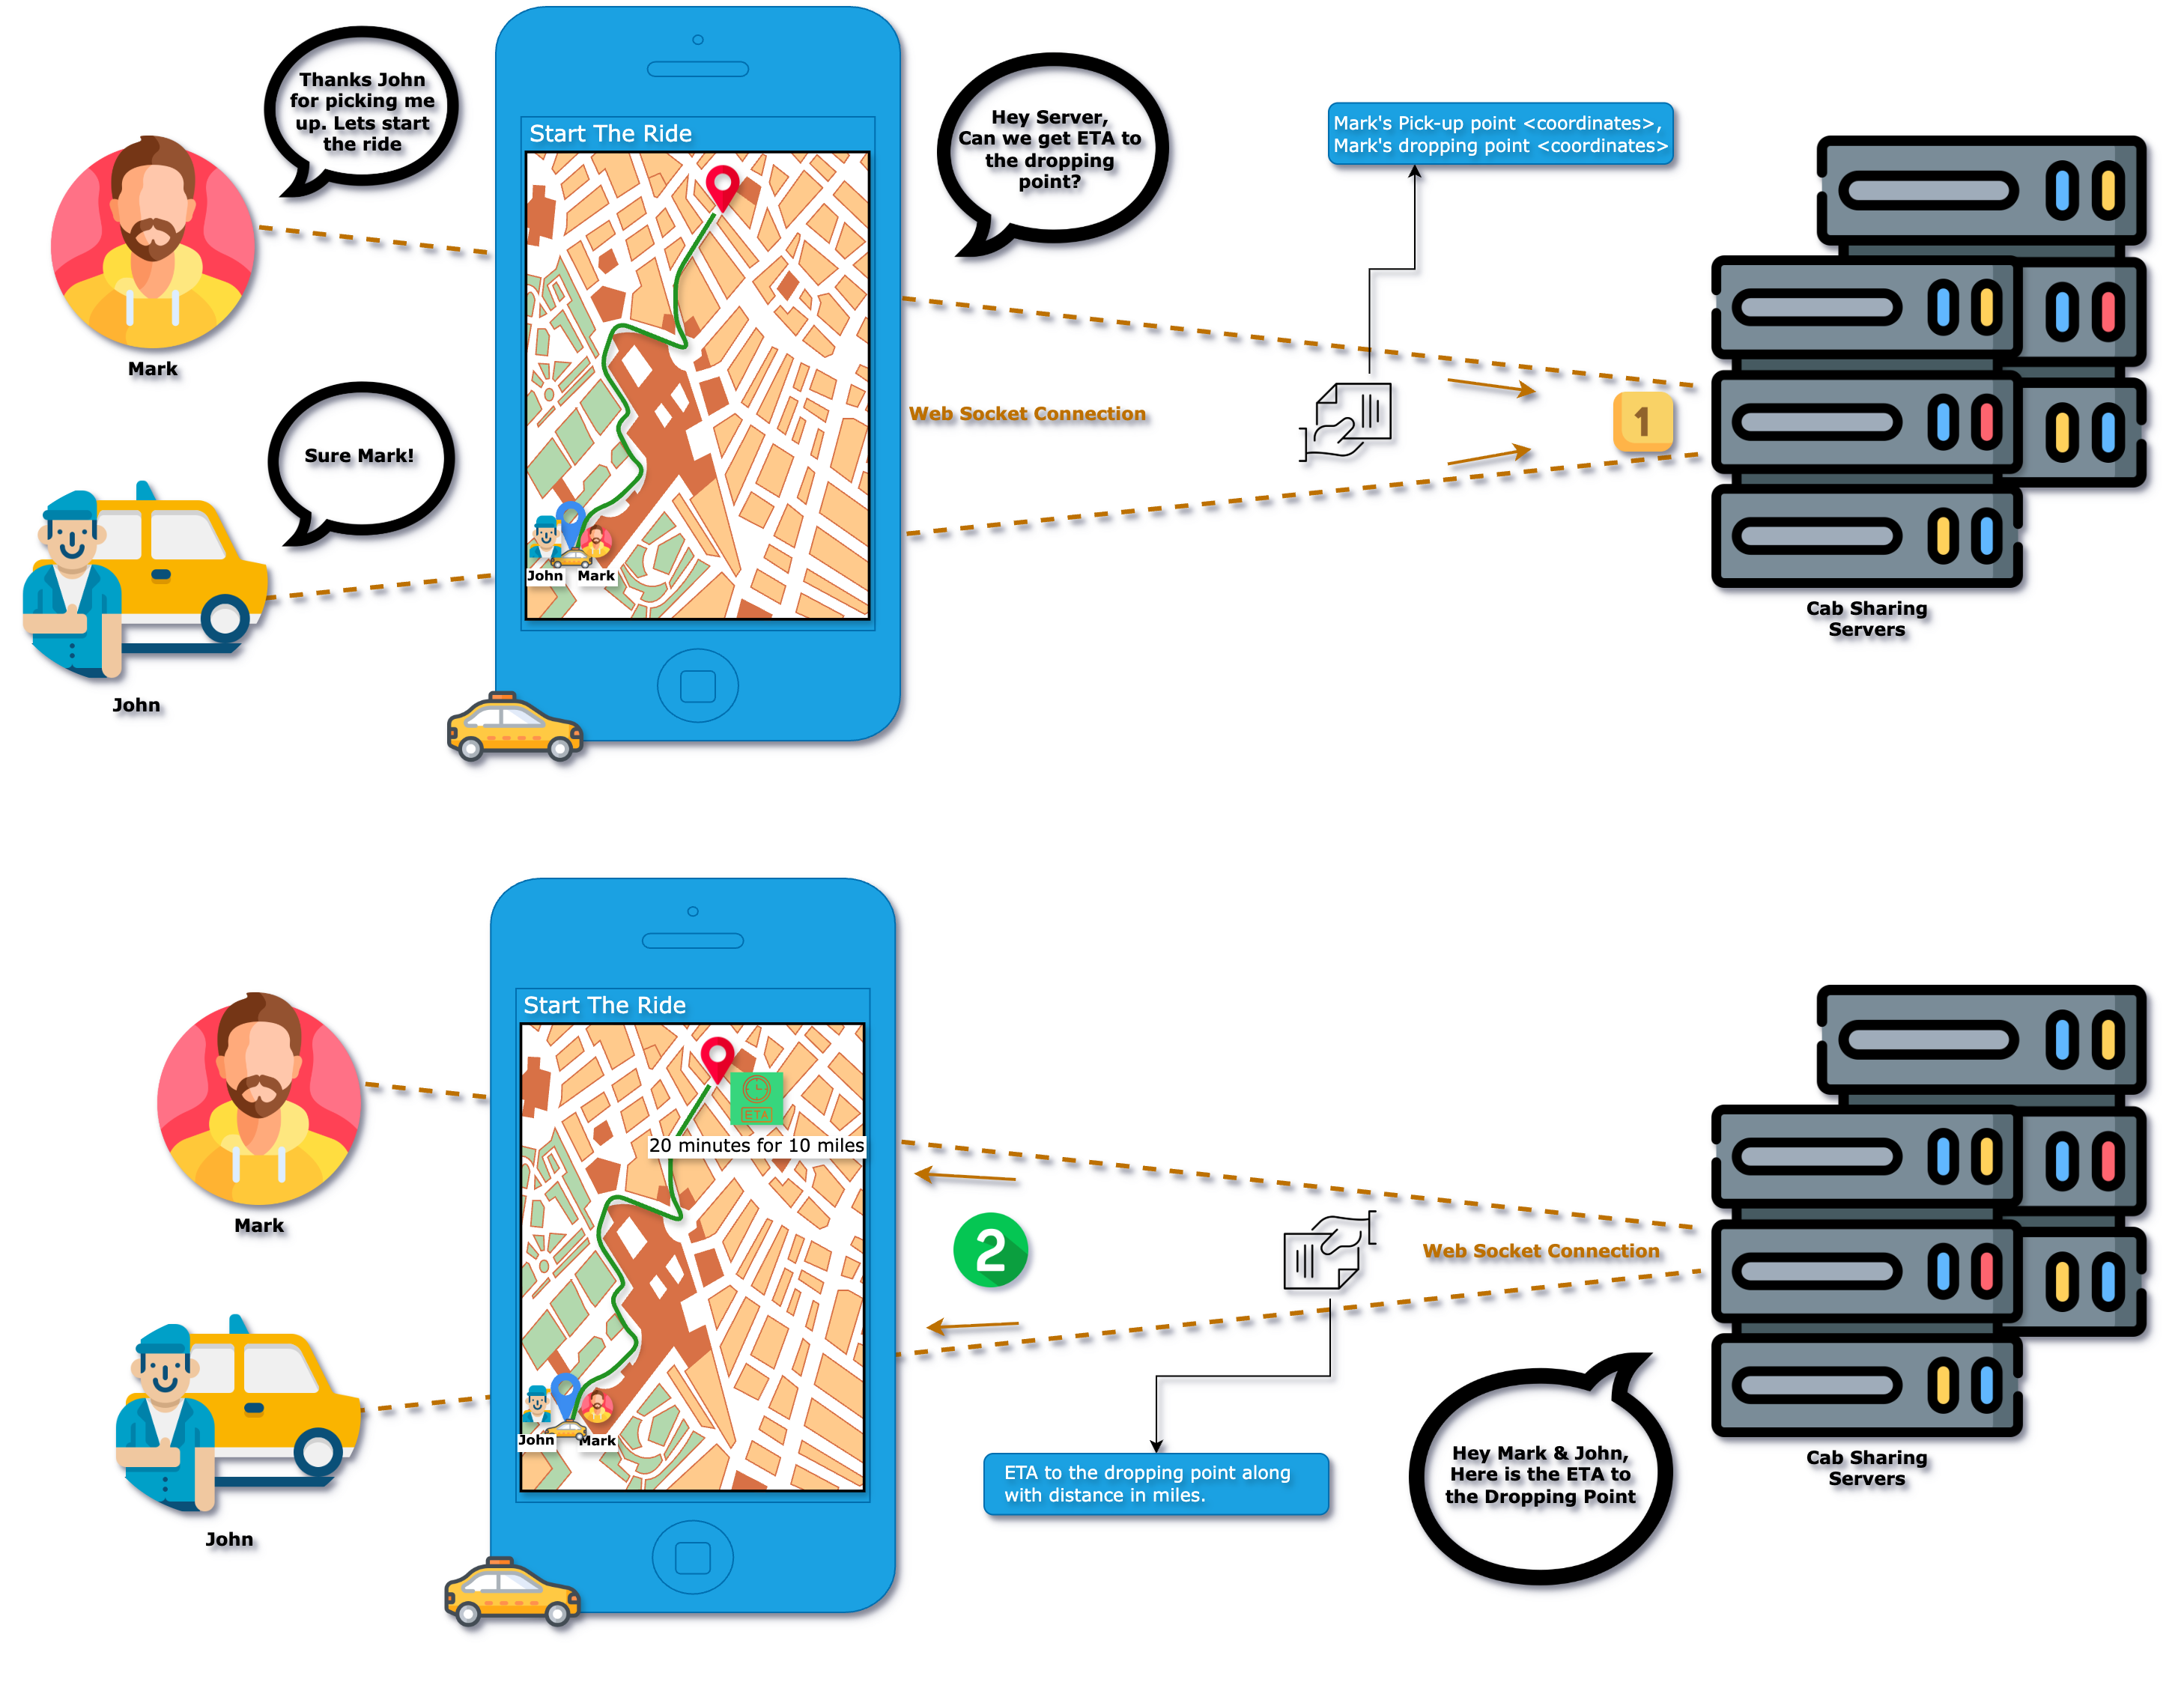 Thanks John
for picking me
up. Lets start
the ride
Mark
Sure Mark!
John
Start The Ride
John
Mark
Hey Server,
Can we get ETA to
the dropping
point?
Web Socket Connection
Mark's Pick-up point <coordinates>,
Mark's dropping point <coordinates>
1
Cab Sharing
Servers
Mark
John
Start The Ride
ETA
20 minutes for 10 miles
John
Mark
2
Web Socket Connection
ETA to the dropping point along
with distance in miles.
Hey Mark & John,
Here is the ETA to
the Dropping Point
Cab Sharing
Servers